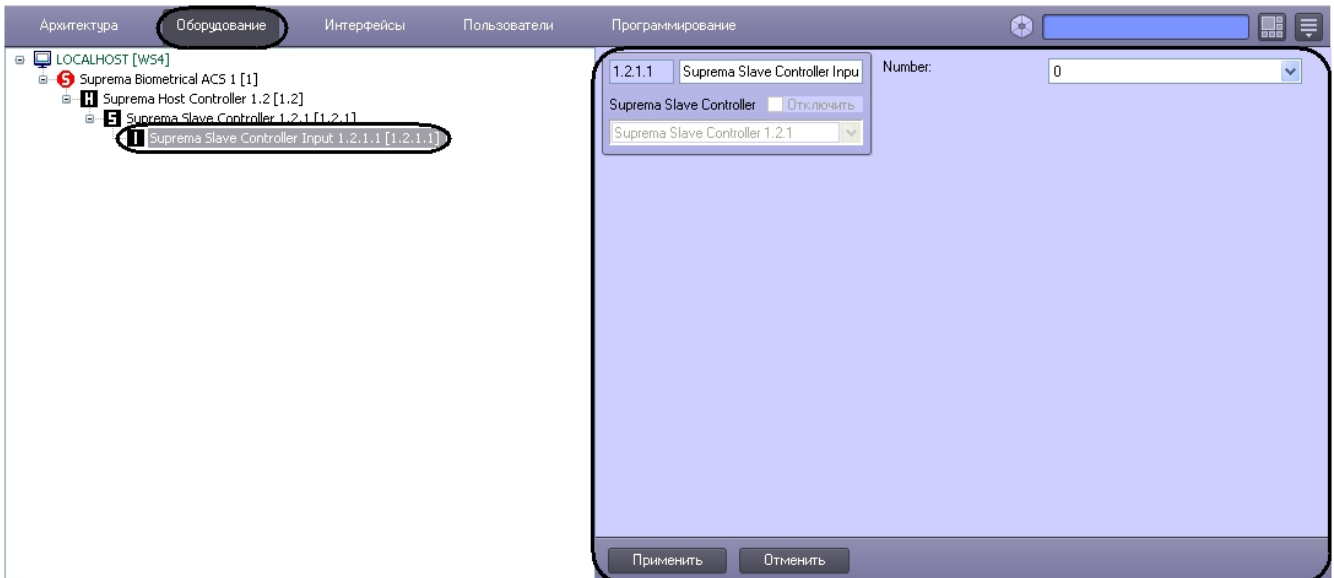 Архитектура Оборудование Интерфейсы Пользователи Программирование
LOCALHOST [WS4]
Suprema Biometrical ACS 1 [1]
H Suprema Host Controller 1.2 [1.2]
S Suprema Slave Controller 1.2.1 [1.2.1]
I Suprema Slave Controller Input 1.2.1.1 [1.2.1.1]
1.2.1.1 Suprema Slave Controller Inpu
Number: 0
Suprema Slave Controller Отключить
Suprema Slave Controller 1.2.1
Применить Отменить